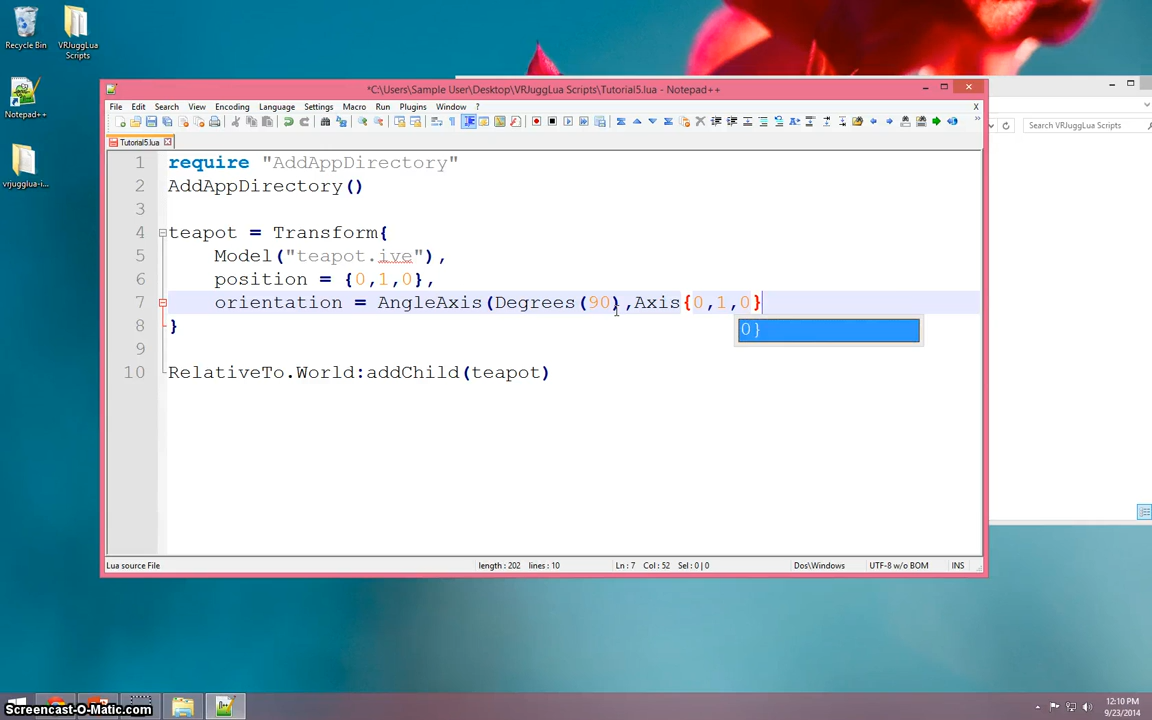 Recycle Bin
VRJuggLua
Scripts
Notepad++
vrjugglua-i...
*C:\Users\Sample User\Desktop\VRJuggLua Scripts\Tutorial5.lua - Notepad++
File Edit Search View Encoding Language Settings Macro Run Plugins Window ? X
Search VRJuggLua Scripts
Tutorial5.lua
1 require "AddAppDirectory"
2 AddAppDirectory()
3
4 teapot = Transform{
5 Model("teapot.ive"),
6 position = {0,1,0},
7 orientation = AngleAxis(Degrees(90),Axis{0,1,0}
0}
8 }
9
10 RelativeTo.World:addChild(teapot)
Lua source File length : 202 lines : 10 Ln : 7 Col : 52 Sel : 0 | 0 Dos\Windows UTF-8 w/o BOM INS
Screencast-O-Matic.com
12:10 PM
9/23/2014